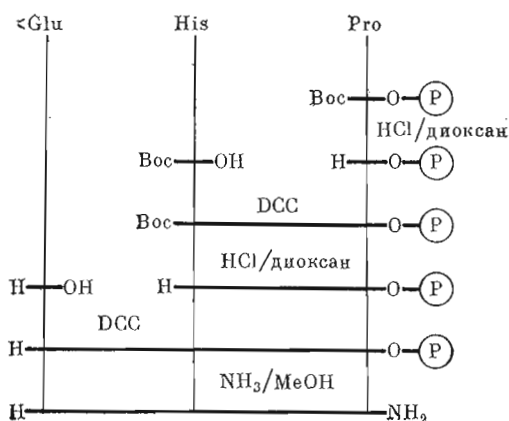 <Glu His Pro
Boc O P
HCl/диоксан
Boc OH H O P
DCC
Boc O P
HCl/диоксан
H OH H O P
DCC
H O P
NH₃/MeOH
H NH₂